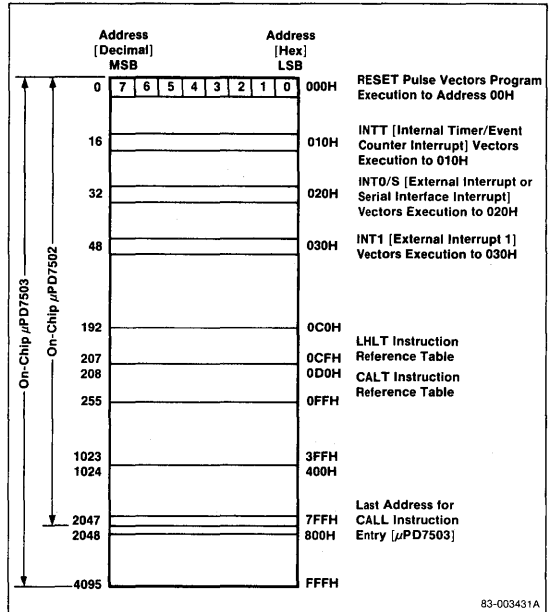 Address
[Decimal]
MSB
Address
[Hex]
LSB
0 7 6 5 4 3 2 1 0 000H RESET Pulse Vectors Program
Execution to Address 00H
16 010H INTT [Internal Timer/Event
Counter Interrupt] Vectors
Execution to 010H
32 020H INT0/S [External Interrupt or
Serial Interface Interrupt]
Vectors Execution to 020H
48 030H INT1 [External Interrupt 1]
Vectors Execution to 030H
On-Chip µPD7503
On-Chip µPD7502
192 0C0H
LHLT Instruction
Reference Table
207 0CFH
208 0D0H
CALT Instruction
Reference Table
255 0FFH
1023 3FFH
1024 400H
Last Address for
CALL Instruction
Entry [µPD7503]
2047 7FFH
2048 800H
4095 FFFH
83-003431A